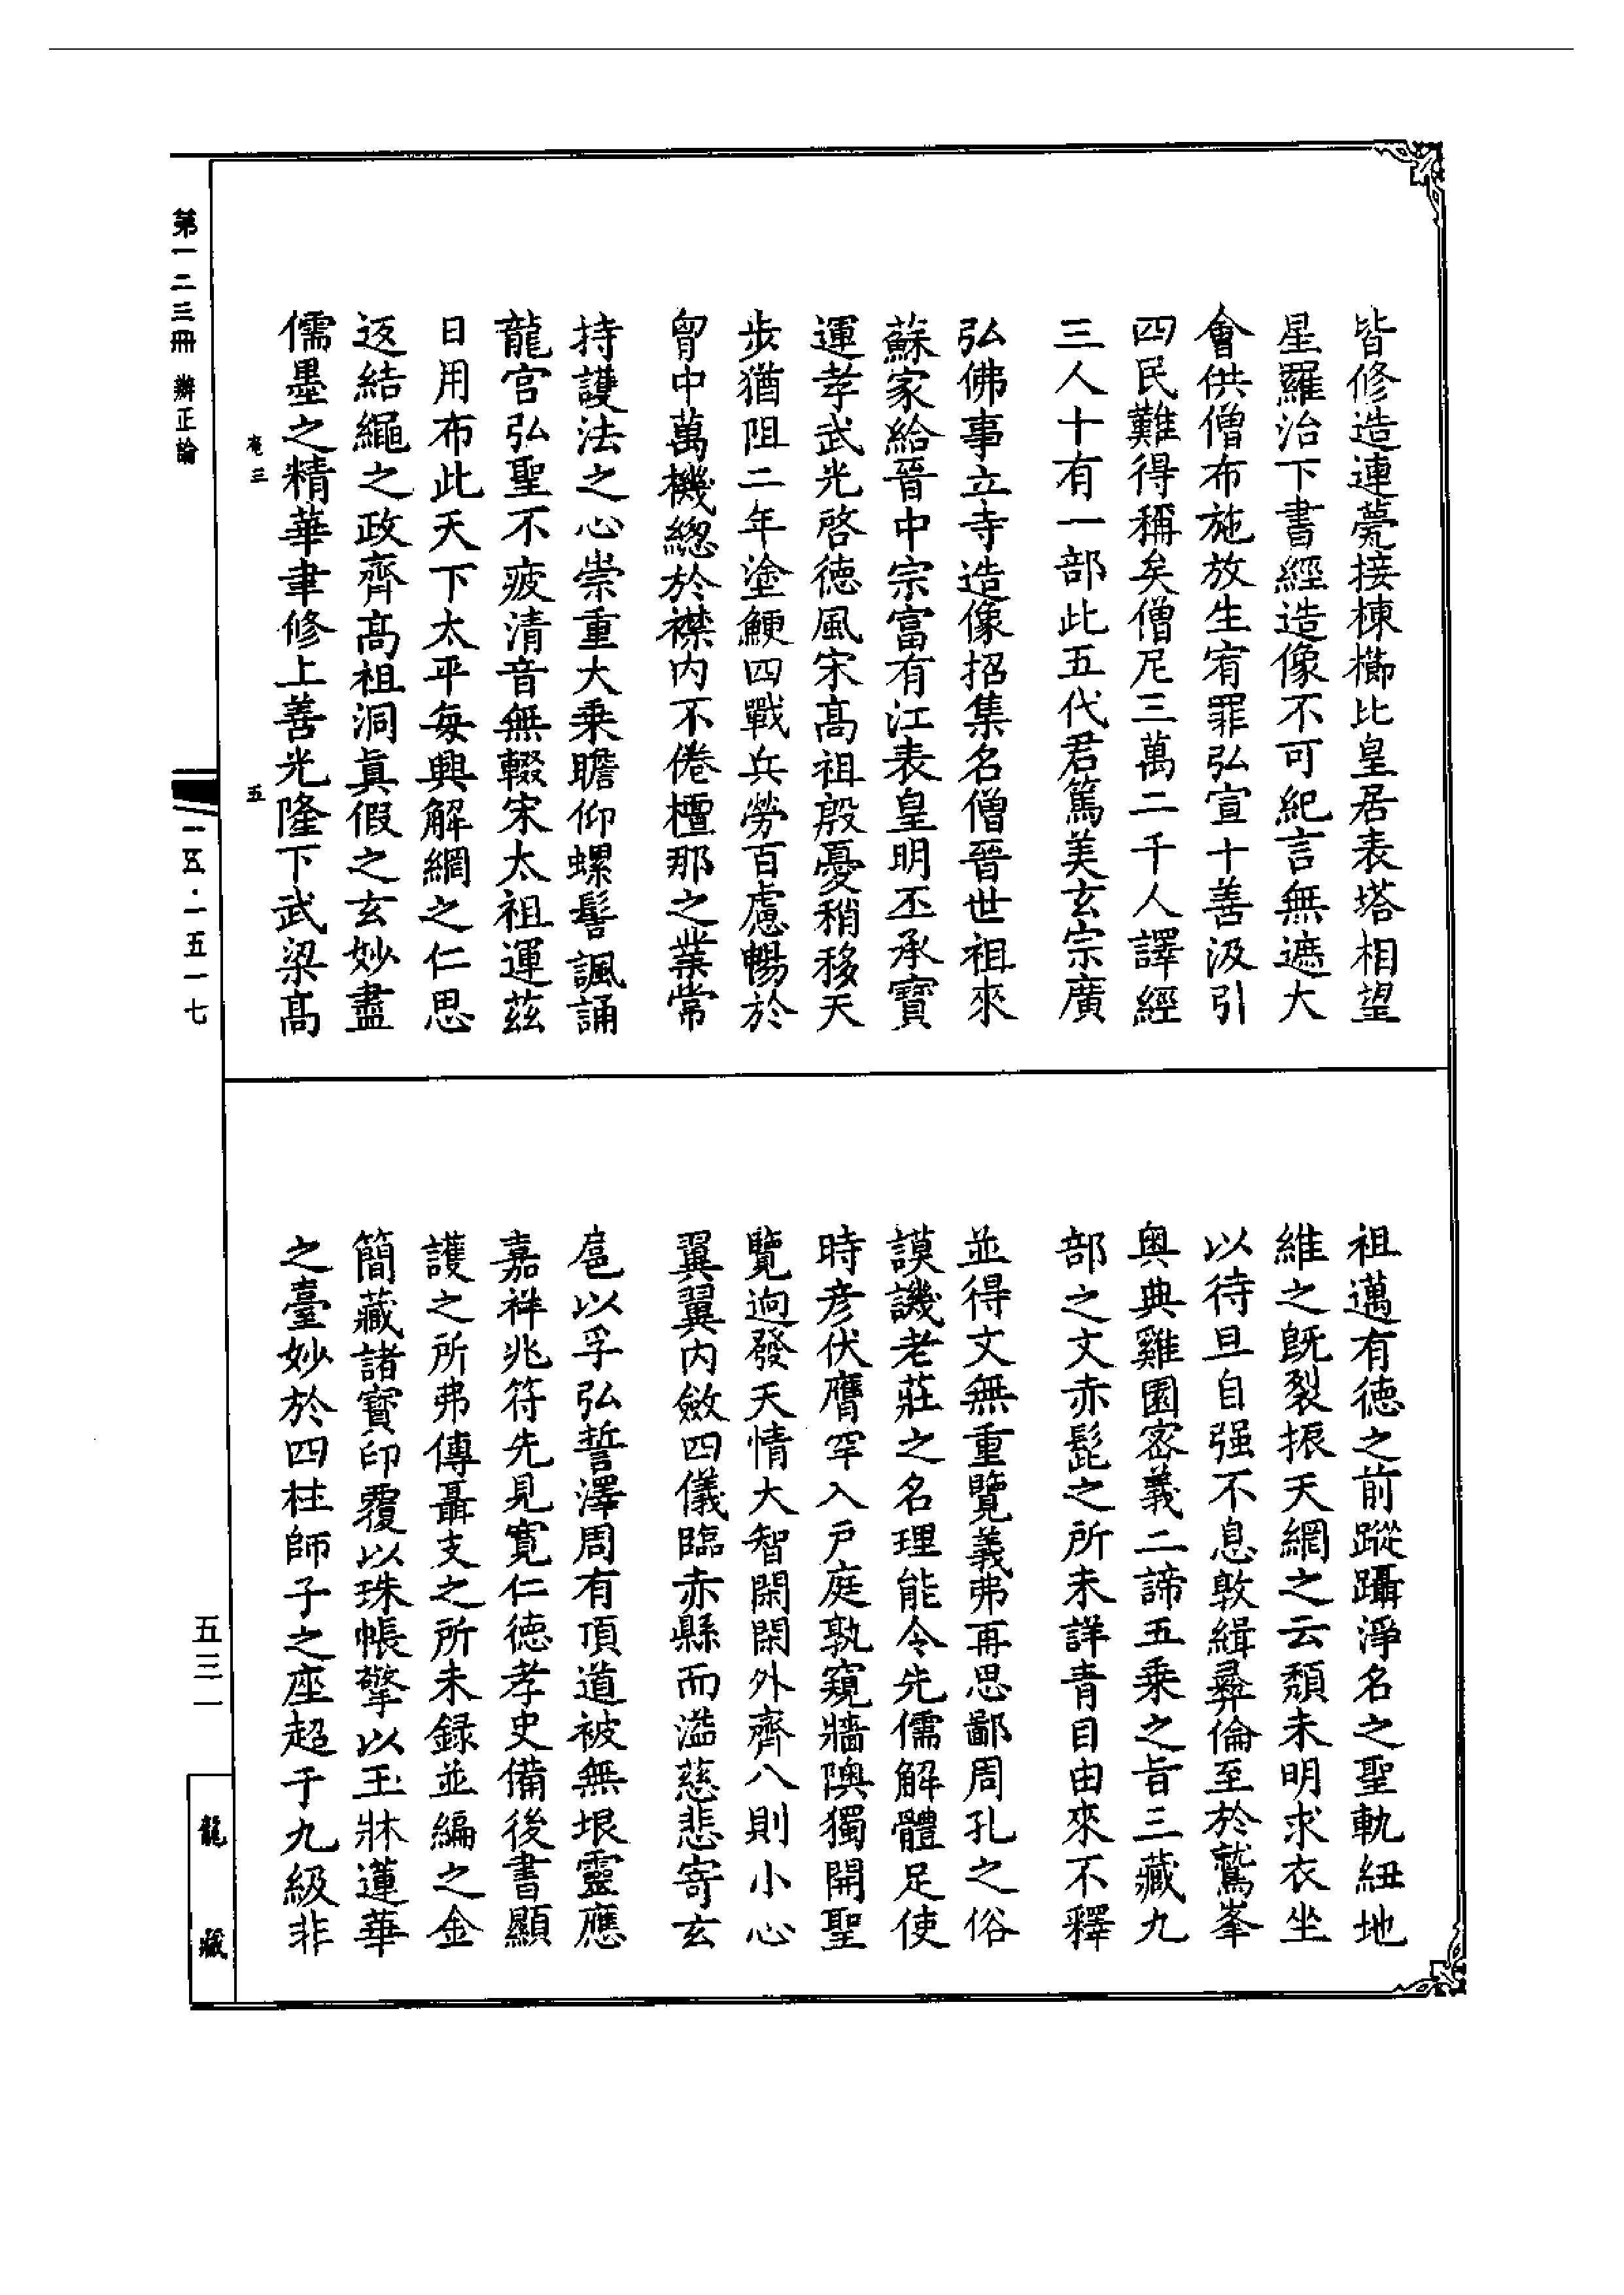 皆修造連甍接棟櫛比皇居表塔相望
星羅治下書經造像不可紀言無遮大
會供僧布施放生宥罪弘宣十善汲引
四民難得稱矣僧尼三萬二千人譯經
三人十有一部此五代君篤美玄宗廣
弘佛事立寺造像招集名僧晉世祖來
蘇家給晉中宗富有江表皇明丕承寶
運孝武光啓德風宋高祖殷憂稍移天
步猶阻二年塗鯁四戰兵勞百慮暢於
胷中萬機緫於襟內不倦檀那之業常
持護法之心崇重大乘瞻仰螺髻諷誦
龍宮弘聖不疲清音無輟宋太祖運茲
日用布此天下太平每興解網之仁思
返結繩之政齊高祖洞真假之玄妙盡
儒墨之精華聿修上善光隆下武梁高
祖邁有德之前蹤躡淨名之聖軌紐地
維之既裂振天網之云頹未明求衣坐
以待旦自强不息敦緝彝倫至於鷲峯
奧典雞園密義二諦五乘之旨三藏九
部之文赤髭之所未詳青目由來不釋
並得文無重覽義弗再思鄙周孔之俗
謨譏老莊之名理能令先儒解體足使
時彥伏膺罕入戶庭孰窺牆隩獨開聖
覽迥發天情大智閑閑外齊八則小心
翼翼內斂四儀臨赤縣而溢慈悲寄玄
扈以孚弘誓澤周有頂道被無垠靈應
嘉祥兆符先見寬仁德孝史備後書顯
護之所弗傳聶支之所未録並編之金
簡藏諸寶印覆以珠帳擎以玉牀蓮華
之臺妙於四柱師子之座超于九級非
第一二三冊 辯正論
菴三
五
一五·一五一七
五三一
龍藏